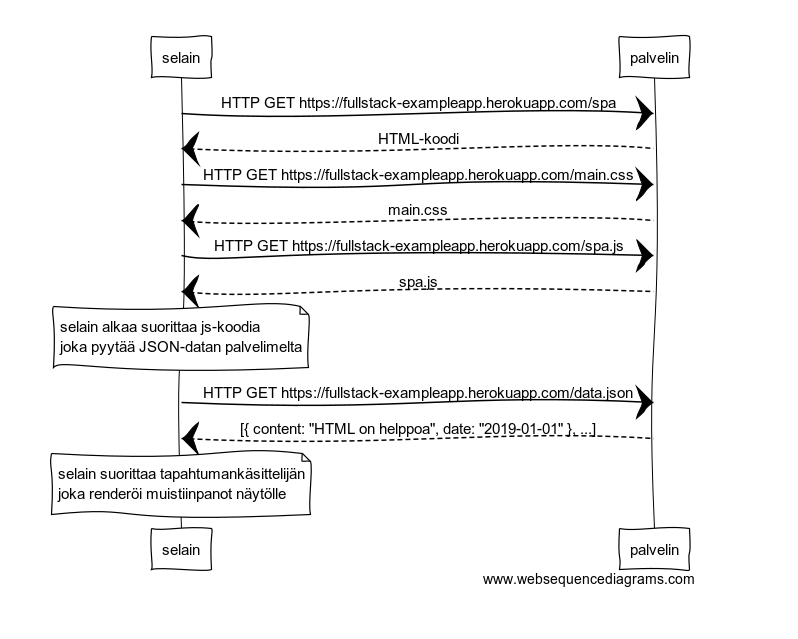 selain
palvelin
HTTP GET https://fullstack-exampleapp.herokuapp.com/spa
HTML-koodi
HTTP GET https://fullstack-exampleapp.herokuapp.com/main.css
main.css
HTTP GET https://fullstack-exampleapp.herokuapp.com/spa.js
spa.js
selain alkaa suorittaa js-koodia
joka pyytää JSON-datan palvelimelta
HTTP GET https://fullstack-exampleapp.herokuapp.com/data.json
[{ content: "HTML on helppoa", date: "2019-01-01" }, ...]
selain suorittaa tapahtumankäsittelijän
joka renderöi muistiinpanot näytölle
selain
palvelin
www.websequencediagrams.com